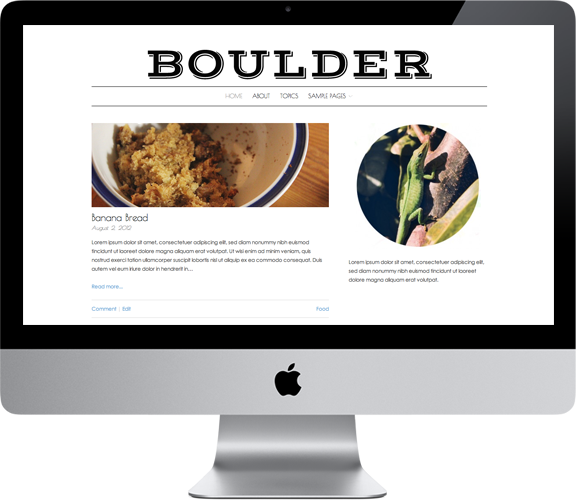 BOULDER
HOME ABOUT TOPICS SAMPLE PAGES
Banana Bread
August 2, 2012
Lorem ipsum dolor sit amet, consectetuer adipiscing elit, sed diam nonummy nibh euismod
tincidunt ut laoreet dolore magna aliquam erat volutpat. Ut wisi enim ad minim veniam, quis
nostrud exerci tation ullamcorper suscipit lobortis nisl ut aliquip ex ea commodo consequat. Duis
autem vel eum iriure dolor in hendrerit in...
Read more...
Comment | Edit Food
Lorem ipsum dolor sit amet, consectetuer adipiscing elit,
sed diam nonummy nibh euismod tincidunt ut laoreet
dolore magna aliquam erat volutpat.